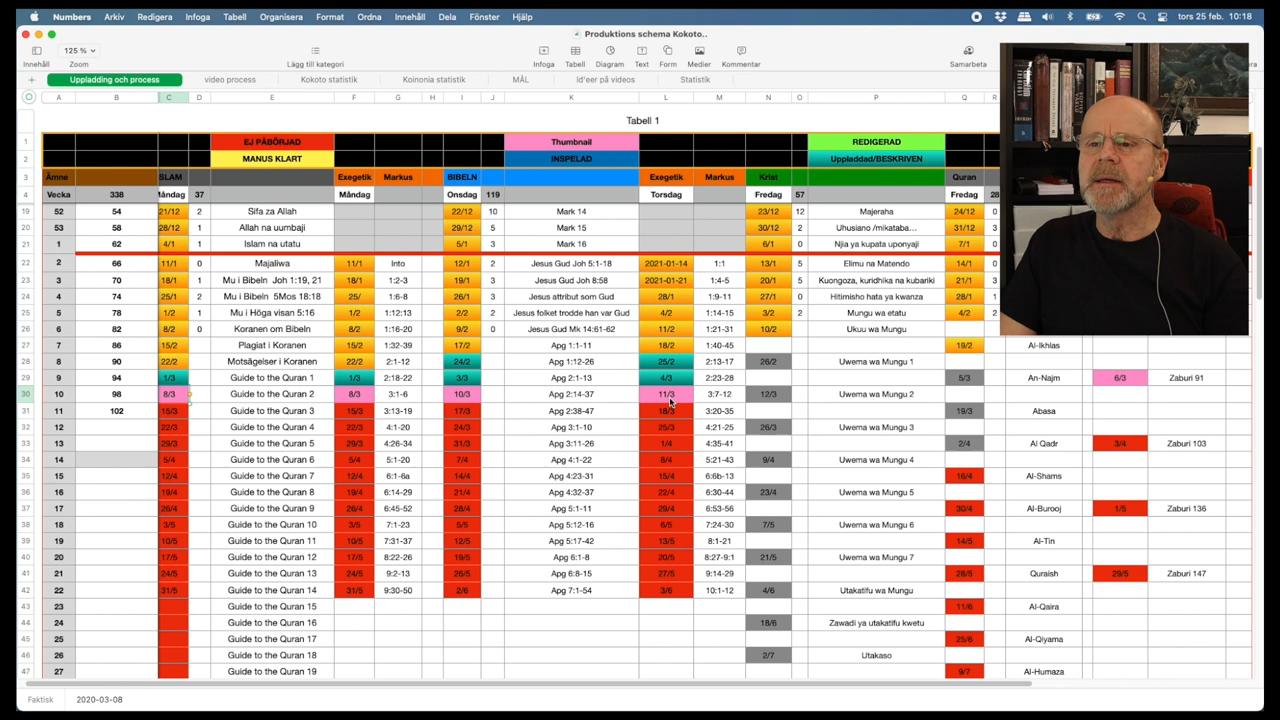 Numbers Arkiv Redigera Infoga Tabell Organisera Format Ordna Innehåll Dela Fönster Hjälp tors 25 feb. 10:18
Produktions schema Kokoto..
125 %
Innehåll Zoom Lägg till kategori Infoga Tabell Diagram Text Form Medier Kommentar Samarbeta
Uppladding och process video process Kokoto statistik Koinonia statistik MÅL Id'eer på videos Statistik
A B C D E F G H I J K L M N O P Q R
Tabell 1
1 EJ PÅBÖRJAD Thumbnail REDIGERAD
2 MANUS KLART INSPELAD Uppladdad/BESKRIVEN
3 Ämne SLAM Exegetik Markus BIBELN Exegetik Markus Krist Quran
4 Vecka 338 Måndag 37 Måndag Onsdag 119 Torsdag Fredag 57 Fredag 28
19 52 54 21/12 2 Sifa za Allah 22/12 10 Mark 14 23/12 12 Majeraha 24/12 0
20 53 58 28/12 1 Allah na uumbaji 29/12 5 Mark 15 30/12 2 Uhusiano /mikataba... 31/12 3
21 1 62 4/1 1 Islam na utatu 5/1 3 Mark 16 6/1 0 Njia ya kupata uponyaji 7/1 3
22 2 66 11/1 0 Majaliwa 11/1 Into 12/1 2 Jesus Gud Joh 5:1-18 2021-01-14 1:1 13/1 5 Elimu na Matendo 14/1 0
23 3 70 18/1 1 Mu i Bibeln Joh 1:19, 21 18/1 1:2-3 19/1 3 Jesus Gud Joh 8:58 2021-01-21 1:4-5 20/1 5 Kuongoza, kuridhika na kubariki 21/1 3
24 4 74 25/1 2 Mu i Bibeln 5Mos 18:18 25/ 1:6-8 26/1 3 Jesus attribut som Gud 28/1 1:9-11 27/1 0 Hitimisho hata ya kwanza 28/1 1
25 5 78 1/2 1 Mu i Höga visan 5:16 1/2 1:12:13 2/2 2 Jesus folket trodde han var Gud 4/2 1:14-15 3/2 2 Mungu wa etatu 4/2 1
26 6 82 8/2 0 Koranen om Bibeln 8/2 1:16-20 9/2 0 Jesus Gud Mk 14:61-62 11/2 1:21-31 10/2 Ukuu wa Mungu
27 7 86 15/2 Plagiat i Koranen 15/2 1:32-39 17/2 Apg 1:1-11 18/2 1:40-45 19/2 Al-Ikhlas
28 8 90 22/2 Motsägelser i Koranen 22/2 2:1-12 24/2 Apg 1:12-26 25/2 2:13-17 26/2 Uwema wa Mungu 1
29 9 94 1/3 Guide to the Quran 1 1/3 2:18-22 3/3 Apg 2:1-13 4/3 2:23-28 5/3 An-Najm 6/3 Zaburi 91
30 10 98 8/3 Guide to the Quran 2 8/3 3:1-6 10/3 Apg 2:14-37 11/3 3:7-12 12/3 Uwema wa Mungu 2
31 11 102 15/3 Guide to the Quran 3 15/3 3:13-19 17/3 Apg 2:38-47 18/3 3:20-35 19/3 Abasa
32 12 22/3 Guide to the Quran 4 22/3 4:1-20 24/3 Apg 3:1-10 25/3 4:21-25 26/3 Uwema wa Mungu 3
33 13 29/3 Guide to the Quran 5 29/3 4:26-34 31/3 Apg 3:11-26 1/4 4:35-41 2/4 Al Qadr 3/4 Zaburi 103
34 14 5/4 Guide to the Quran 6 5/4 5:1-20 7/4 Apg 4:1-22 8/4 5:21-43 9/4 Uwema wa Mungu 4
35 15 12/4 Guide to the Quran 7 12/4 6:1-6a 14/4 Apg 4:23-31 15/4 6:6b-13 16/4 Al-Shams
36 16 19/4 Guide to the Quran 8 19/4 6:14-29 21/4 Apg 4:32-37 22/4 6:30-44 23/4 Uwema wa Mungu 5
37 17 26/4 Guide to the Quran 9 26/4 6:45-52 28/4 Apg 5:1-11 29/4 6:53-56 30/4 Al-Burooj 1/5 Zaburi 136
38 18 3/5 Guide to the Quran 10 3/5 7:1-23 5/5 Apg 5:12-16 6/5 7:24-30 7/5 Uwema wa Mungu 6
39 19 10/5 Guide to the Quran 11 10/5 7:31-37 12/5 Apg 5:17-42 13/5 8:1-21 14/5 Al-Tin
40 20 17/5 Guide to the Quran 12 17/5 8:22-26 19/5 Apg 6:1-8 20/5 8:27-9:1 21/5 Uwema wa Mungu 7
41 21 24/5 Guide to the Quran 13 24/5 9:2-13 26/5 Apg 6:8-15 27/5 9:14-29 28/5 Quraish 29/5 Zaburi 147
42 22 31/5 Guide to the Quran 14 31/5 9:30-50 2/6 Apg 7:1-54 3/6 10:1-12 4/6 Utakatifu wa Mungu
43 23 Guide to the Quran 15 11/6 Al-Qaira
44 24 Guide to the Quran 16 18/6 Zawadi ya utakatifu kwetu
45 25 Guide to the Quran 17 25/6 Al-Qiyama
46 26 Guide to the Quran 18 2/7 Utakaso
47 27 Guide to the Quran 19 9/7 Al-Humaza
Faktisk 2020-03-08